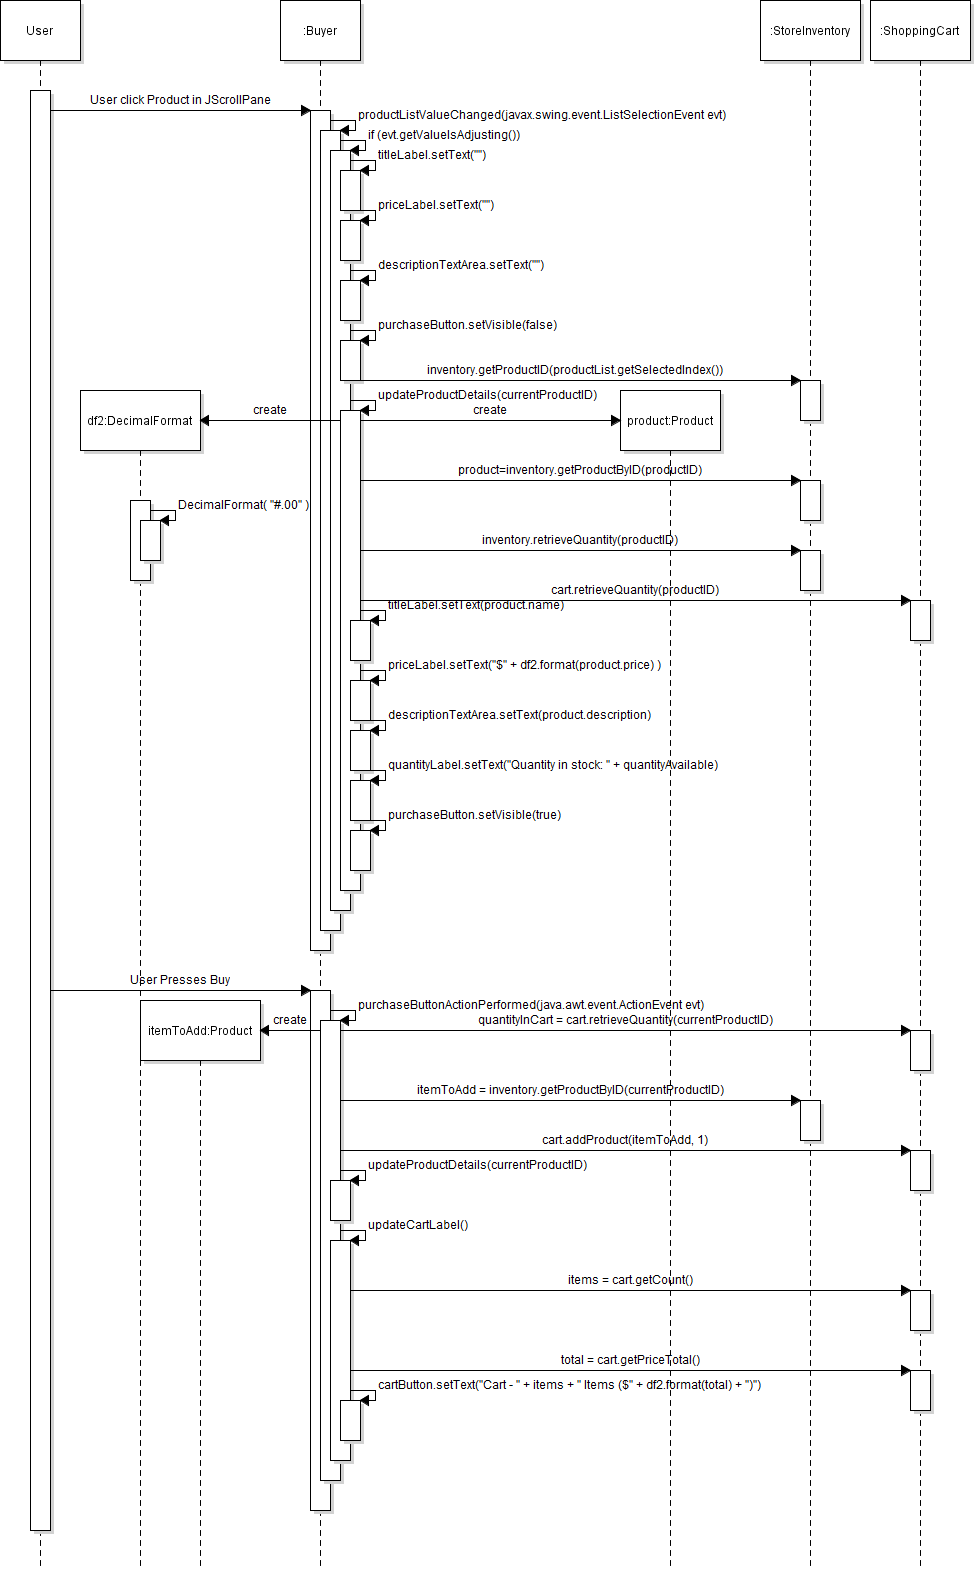 User
:Buyer
:StoreInventory
:ShoppingCart
User click Product in JScrollPane
productListValueChanged(javax.swing.event.ListSelectionEvent evt)
if (evt.getValueIsAdjusting())
titleLabel.setText("")
priceLabel.setText("")
descriptionTextArea.setText("")
purchaseButton.setVisible(false)
inventory.getProductID(productList.getSelectedIndex())
updateProductDetails(currentProductID)
create
create
df2:DecimalFormat
product:Product
product=inventory.getProductByID(productID)
DecimalFormat( "#.00" )
inventory.retrieveQuantity(productID)
cart.retrieveQuantity(productID)
titleLabel.setText(product.name)
priceLabel.setText("$" + df2.format(product.price) )
descriptionTextArea.setText(product.description)
quantityLabel.setText("Quantity in stock: " + quantityAvailable)
purchaseButton.setVisible(true)
User Presses Buy
purchaseButtonActionPerformed(java.awt.event.ActionEvent evt)
create
quantityInCart = cart.retrieveQuantity(currentProductID)
itemToAdd:Product
itemToAdd = inventory.getProductByID(currentProductID)
cart.addProduct(itemToAdd, 1)
updateProductDetails(currentProductID)
updateCartLabel()
items = cart.getCount()
total = cart.getPriceTotal()
cartButton.setText("Cart - " + items + " Items ($" + df2.format(total) + ")")